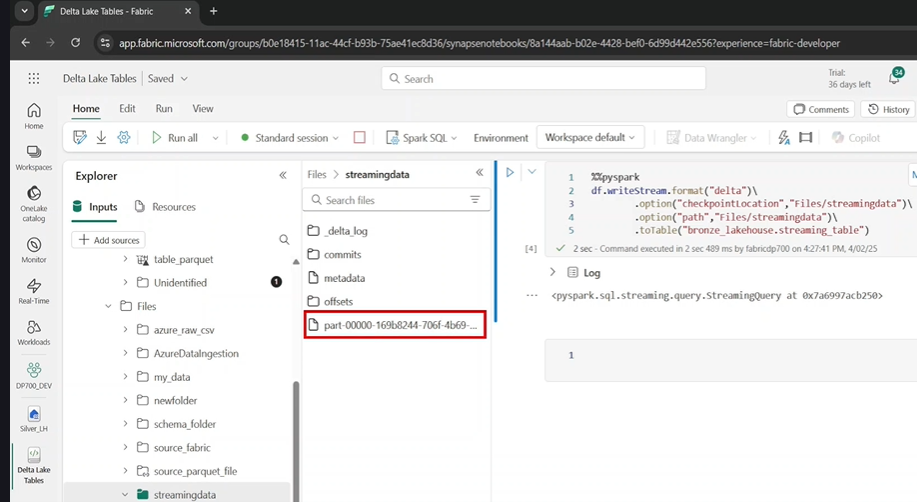 Delta Lake Tables - Fabric
app.fabric.microsoft.com/groups/b0e18415-11ac-44cf-b93b-75ae41ec8d36/synapsenotebooks/8a144aab-b02e-4428-bef0-6d99d442e556?experience=fabric-developer
Delta Lake Tables | Saved
Search
Trial:
36 days left
34
Home Edit Run View
Comments
History
Run all
Standard session
Spark SQL
Environment
Workspace default
Data Wrangler
Copilot
Home
Workspaces
OneLake
catalog
Monitor
Real-Time
Workloads
DP700_DEV
Silver_LH
Delta Lake
Tables
Explorer
Inputs
Resources
Add sources
table_parquet
Unidentified
1
Files
azure_raw_csv
AzureDataIngestion
my_data
newfolder
schema_folder
source_fabric
source_parquet_file
streamingdata
Files > streamingdata
Search files
_delta_log
commits
metadata
offsets
part-00000-169b8244-706f-4b69-...
1 %%pyspark
2 df.writeStream.format("delta")\
3 .option("checkpointLocation","Files/streamingdata")\
4 .option("path","Files/streamingdata")\
5 .toTable("bronze_lakehouse.streaming_table")
[4]
2 sec - Command executed in 2 sec 489 ms by fabricdp700 on 4:27:41 PM, 4/02/25
Log
<pyspark.sql.streaming.query.StreamingQuery at 0x7a6997acb250>
1